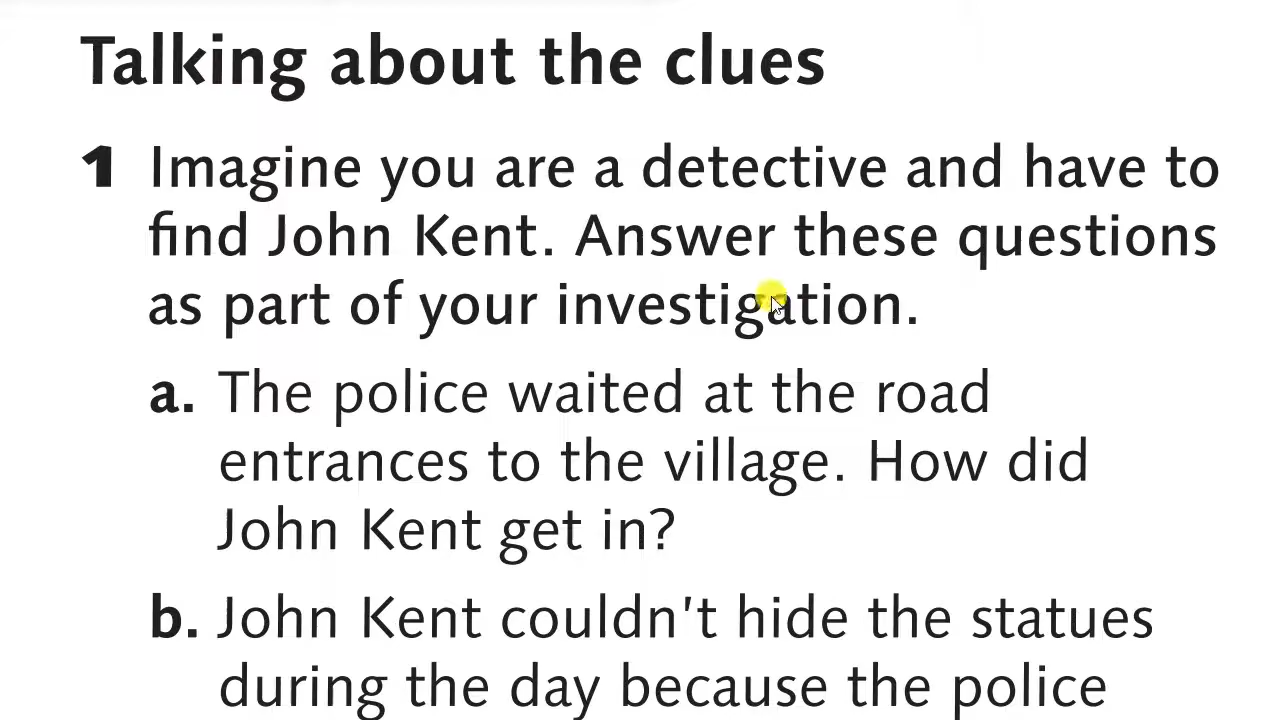 Talking about the clues
1 Imagine you are a detective and have to
find John Kent. Answer these questions
as part of your investigation.
a. The police waited at the road
entrances to the village. How did
John Kent get in?
b. John Kent couldn't hide the statues
during the day because the police